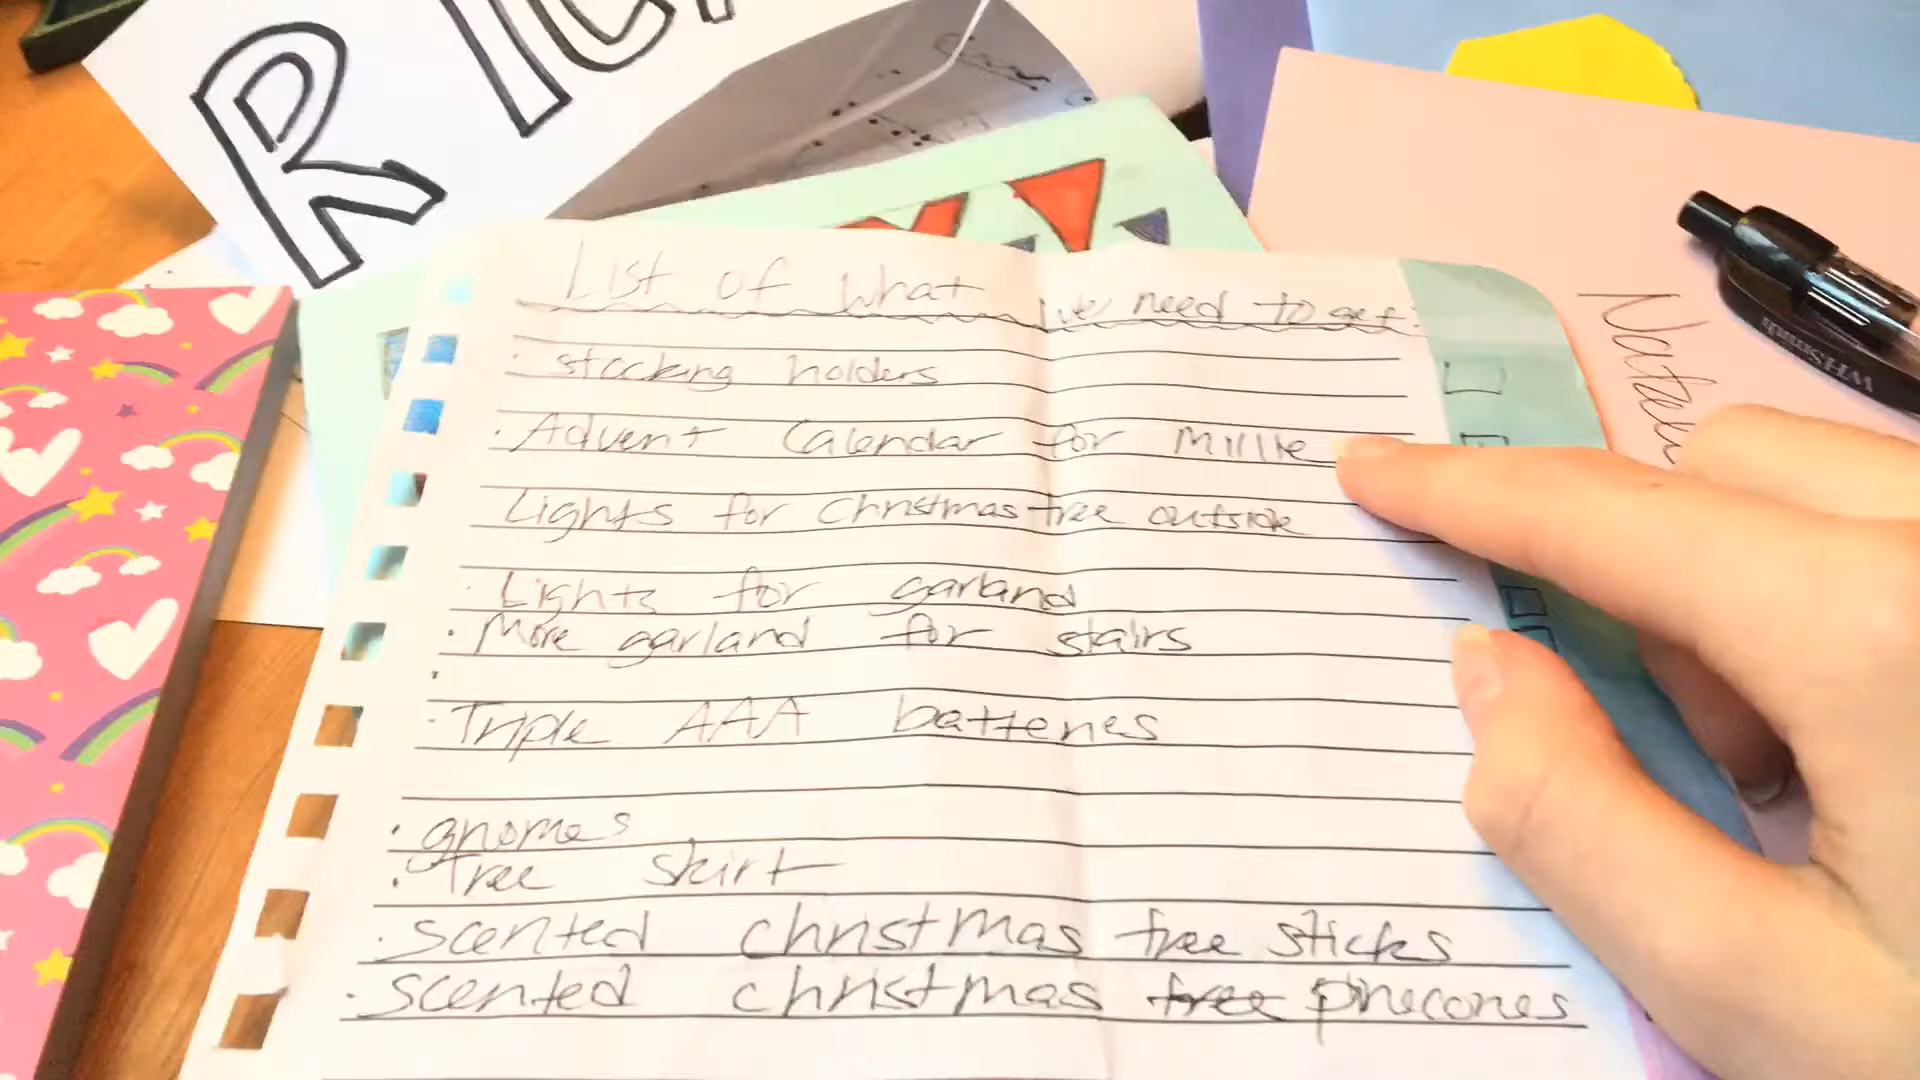 R
List of what we need to get.
· stocking holders
· Advent Calendar for Millie
Lights for Christmas tree outside
· Lights for garland
· More garland for stairs
·
· Triple AAA batteries
· gnomes
· Tree skirt
· scented christmas tree sticks
· scented christmas tree pinecones
WHSmith